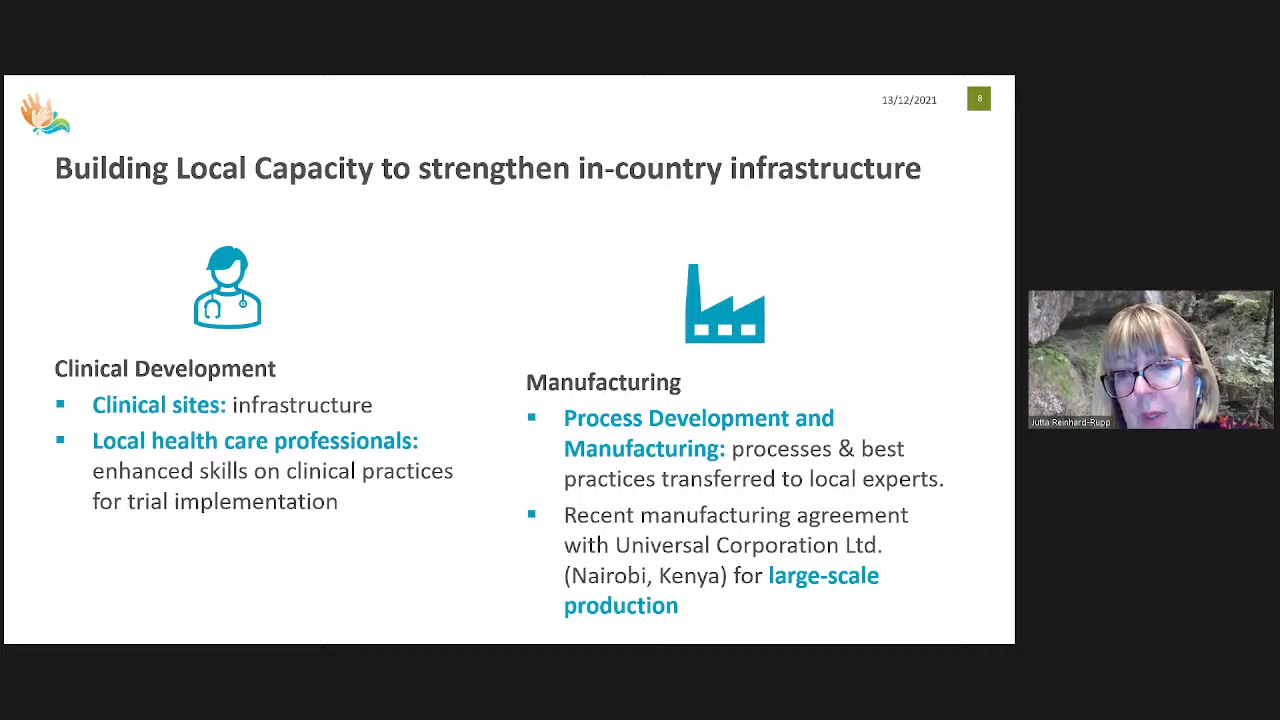 13/12/2021
8
Building Local Capacity to strengthen in-country infrastructure
Clinical Development
Clinical sites: infrastructure
Local health care professionals:
enhanced skills on clinical practices
for trial implementation
Manufacturing
Process Development and
Manufacturing: processes & best
practices transferred to local experts.
Recent manufacturing agreement
with Universal Corporation Ltd.
(Nairobi, Kenya) for large-scale
production
Jutta Reinhard-Rupp